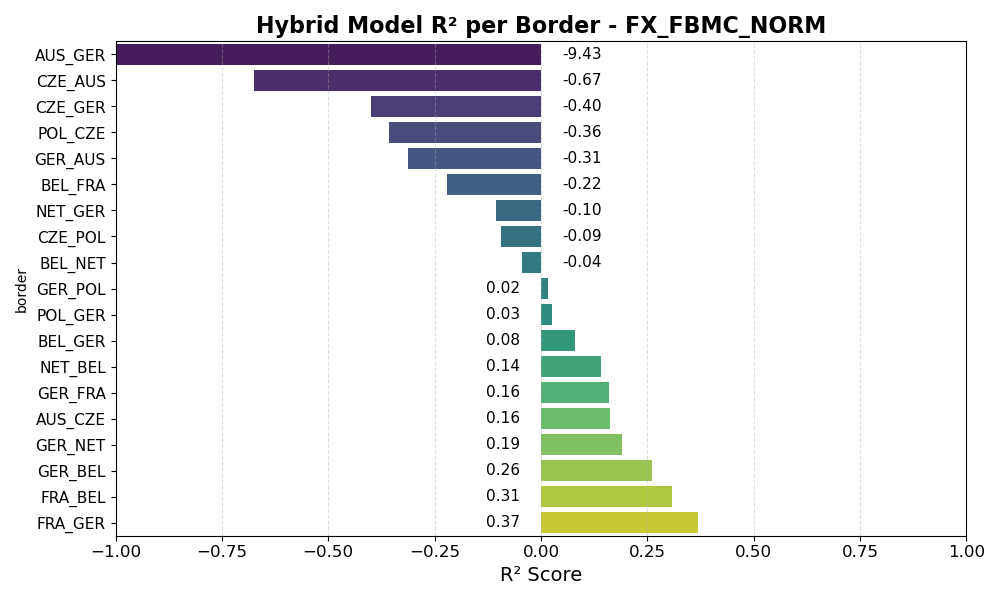 Hybrid Model R² per Border - FX_FBMC_NORM
AUS_GER -9.43
CZE_AUS -0.67
CZE_GER -0.40
POL_CZE -0.36
GER_AUS -0.31
BEL_FRA -0.22
NET_GER -0.10
CZE_POL -0.09
BEL_NET -0.04
GER_POL 0.02
POL_GER 0.03
BEL_GER 0.08
NET_BEL 0.14
GER_FRA 0.16
AUS_CZE 0.16
GER_NET 0.19
GER_BEL 0.26
FRA_BEL 0.31
FRA_GER 0.37
border
−1.00 −0.75 −0.50 −0.25 0.00 0.25 0.50 0.75 1.00
R² Score